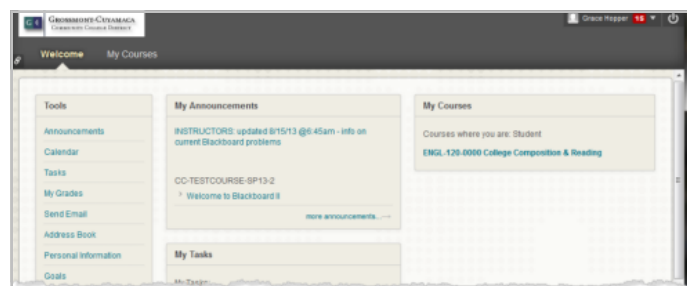 GROSSMONT-CUYAMACA
COMMUNITY COLLEGE DISTRICT
Grace Hopper 15
Welcome
My Courses
Tools
Announcements
Calendar
Tasks
My Grades
Send Email
Address Book
Personal Information
Goals
My Announcements
INSTRUCTORS: updated 8/15/13 @6:45am - info on
current Blackboard problems
CC-TESTCOURSE-SP13-2
Welcome to Blackboard II
more announcements...
My Tasks
My Tasks:
My Courses
Courses where you are: Student
ENGL-120-0000 College Composition & Reading